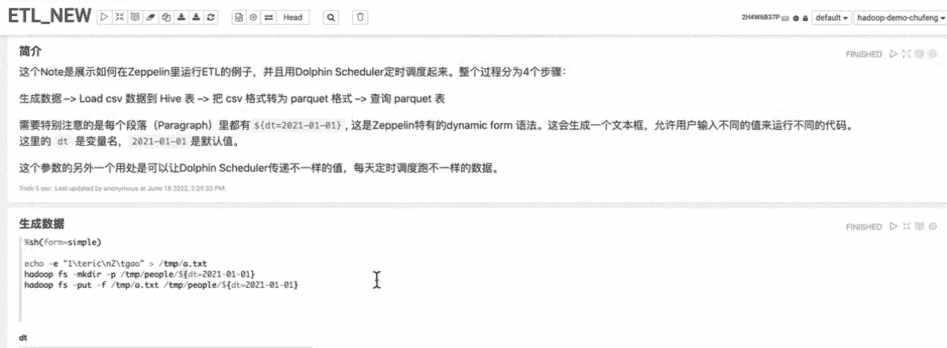 ETL_NEW
Head
2H4W6B37P
default
hadoop-demo-chufeng
简介
FINISHED
这个Note是展示如何在Zeppelin里运行ETL的例子，并且用Dolphin Scheduler定时调度起来。整个过程分为4个步骤：
生成数据 –> Load csv 数据到 Hive 表 –> 把 csv 格式转为 parquet 格式 –> 查询 parquet 表
需要特别注意的是每个段落（Paragraph）里都有 ${dt=2021-01-01}，这是Zeppelin特有的dynamic form 语法。这会生成一个文本框，允许用户输入不同的值来运行不同的代码。
这里的 dt 是变量名， 2021-01-01 是默认值。
这个参数的另外一个用处是可以让Dolphin Scheduler传递不一样的值，每天定时调度跑不一样的数据。
Took 3 sec. Last updated by anonymous at June 18 2022, 2:29:33 PM.
生成数据
FINISHED
%sh(form=simple)
echo -e "1\teric\n2\tgao" > /tmp/a.txt
hadoop fs -mkdir -p /tmp/people/${dt=2021-01-01}
hadoop fs -put -f /tmp/a.txt /tmp/people/${dt=2021-01-01}
dt